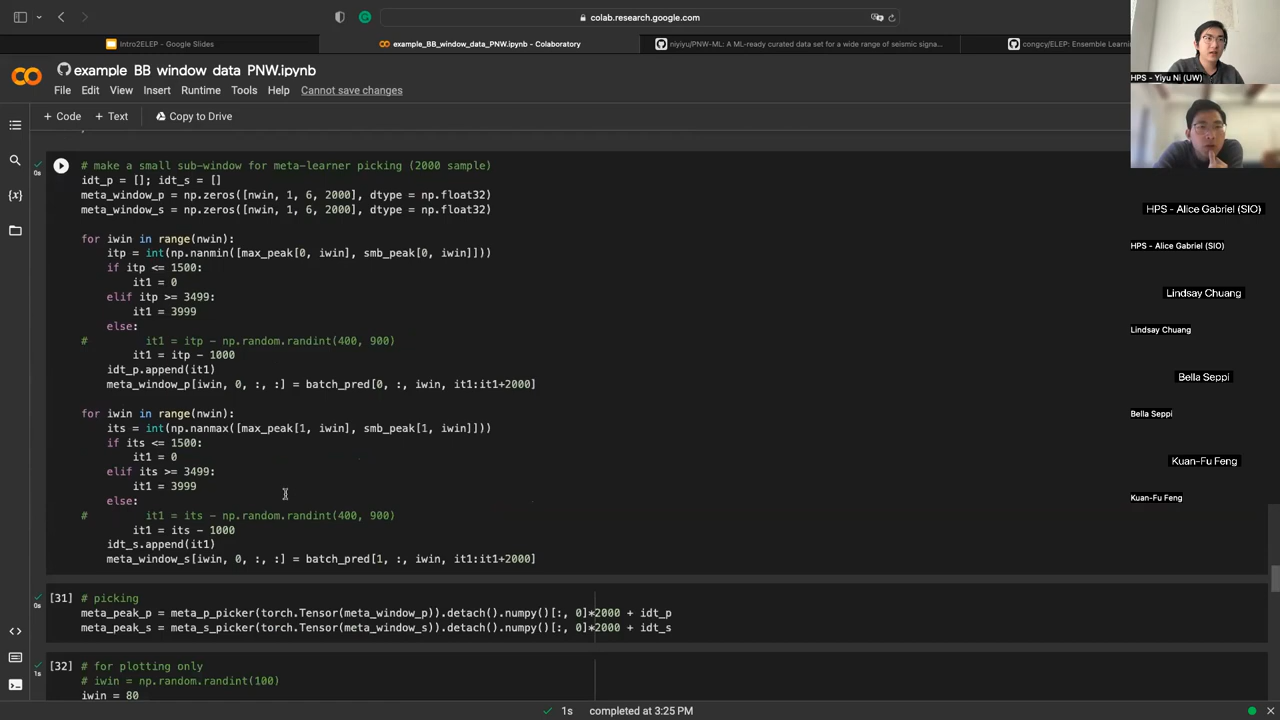 colab.research.google.com
Intro2ELEP - Google Slides
example_BB_window_data_PNW.ipynb - Colaboratory
niyiyu/PNW-ML: A ML-ready curated data set for a wide range of seismic signa...
congcy/ELEP: Ensemble Learni
example_BB_window_data_PNW.ipynb
File Edit View Insert Runtime Tools Help Cannot save changes
+ Code + Text Copy to Drive
0s
# make a small sub-window for meta-learner picking (2000 sample)
idt_p = []; idt_s = []
meta_window_p = np.zeros([nwin, 1, 6, 2000], dtype = np.float32)
meta_window_s = np.zeros([nwin, 1, 6, 2000], dtype = np.float32)
for iwin in range(nwin):
itp = int(np.nanmin([max_peak[0, iwin], smb_peak[0, iwin]]))
if itp <= 1500:
it1 = 0
elif itp >= 3499:
it1 = 3999
else:
# it1 = itp - np.random.randint(400, 900)
it1 = itp - 1000
idt_p.append(it1)
meta_window_p[iwin, 0, :, :] = batch_pred[0, :, iwin, it1:it1+2000]
for iwin in range(nwin):
its = int(np.nanmax([max_peak[1, iwin], smb_peak[1, iwin]]))
if its <= 1500:
it1 = 0
elif its >= 3499:
it1 = 3999
else:
# it1 = its - np.random.randint(400, 900)
it1 = its - 1000
idt_s.append(it1)
meta_window_s[iwin, 0, :, :] = batch_pred[1, :, iwin, it1:it1+2000]
[31] # picking
0s
meta_peak_p = meta_p_picker(torch.Tensor(meta_window_p)).detach().numpy()[:, 0]*2000 + idt_p
meta_peak_s = meta_s_picker(torch.Tensor(meta_window_s)).detach().numpy()[:, 0]*2000 + idt_s
[32] # for plotting only
1s
# iwin = np.random.randint(100)
iwin = 80
1s completed at 3:25 PM
HPS - Yiyu Ni (UW)
HPS - Alice Gabriel (SIO)
HPS - Alice Gabriel (SIO)
Lindsay Chuang
Lindsay Chuang
Bella Seppi
Bella Seppi
Kuan-Fu Feng
Kuan-Fu Feng